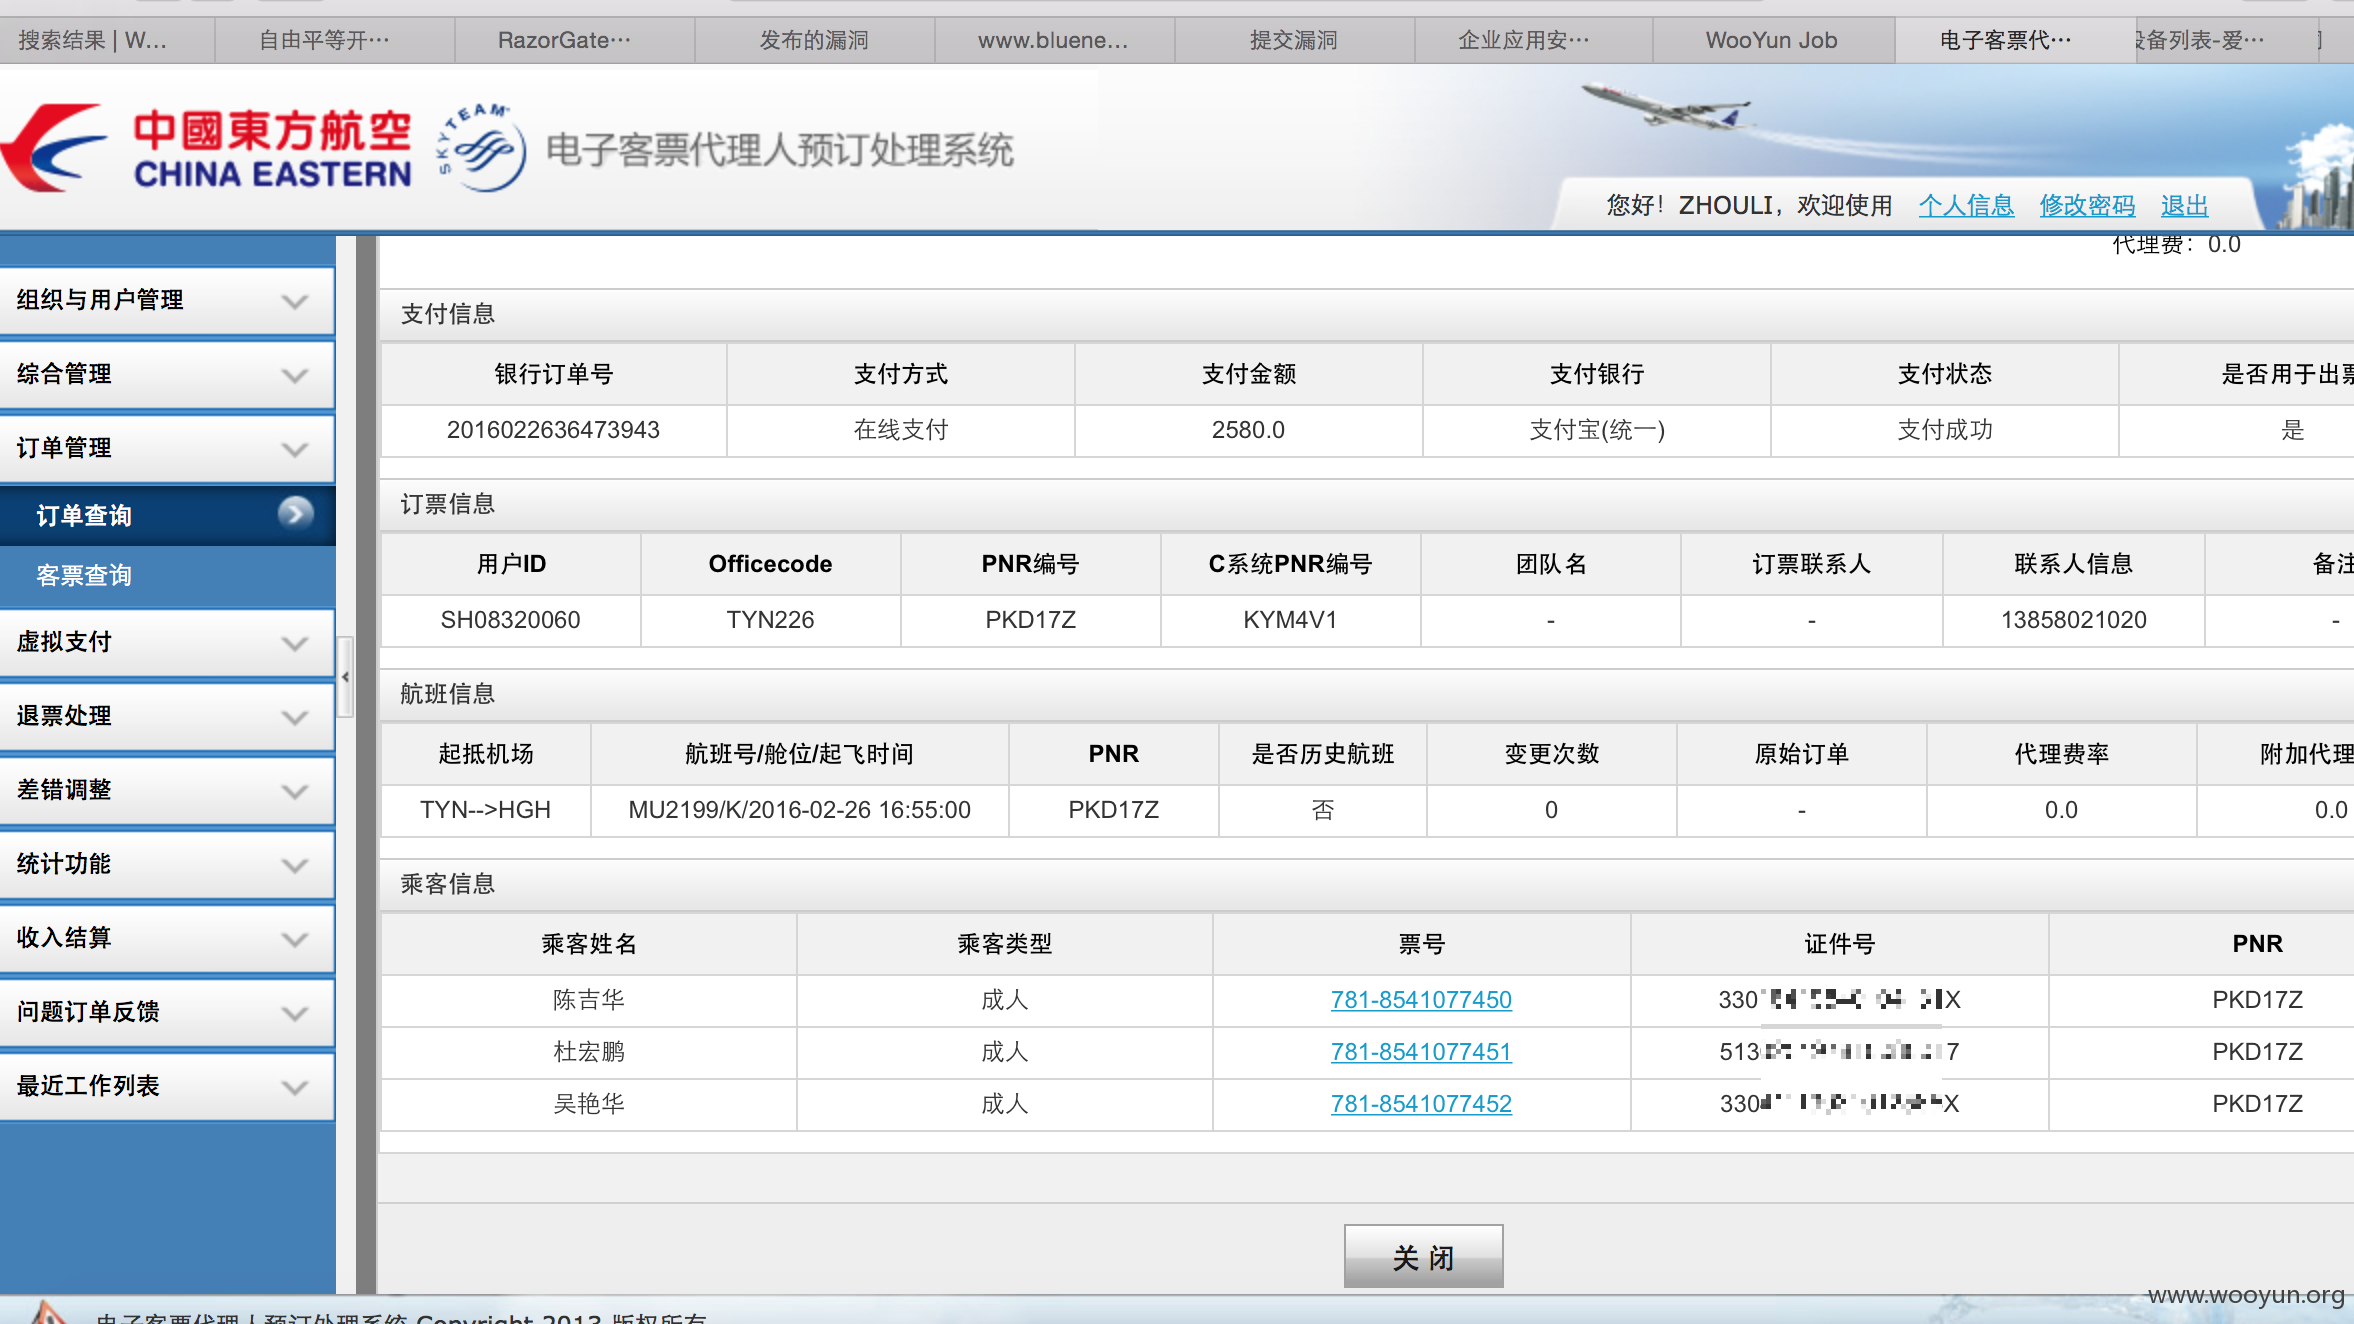 搜索结果 | W... 自由平等开… RazorGate… 发布的漏洞 www.bluene... 提交漏洞 企业应用安… WooYun Job 电子客票代… 设备列表-爱…
中國東方航空
CHINA EASTERN
SKYTEAM
电子客票代理人预订处理系统
您好！ZHOULI，欢迎使用 个人信息 修改密码 退出
组织与用户管理
综合管理
订单管理
订单查询
客票查询
虚拟支付
退票处理
差错调整
统计功能
收入结算
问题订单反馈
最近工作列表
代理费：0.0
支付信息
银行订单号 支付方式 支付金额 支付银行 支付状态 是否用于出票
2016022636473943 在线支付 2580.0 支付宝(统一) 支付成功 是
订票信息
用户ID Officecode PNR编号 C系统PNR编号 团队名 订票联系人 联系人信息 备注
SH08320060 TYN226 PKD17Z KYM4V1 - - 13858021020 -
航班信息
起抵机场 航班号/舱位/起飞时间 PNR 是否历史航班 变更次数 原始订单 代理费率 附加代理
TYN-->HGH MU2199/K/2016-02-26 16:55:00 PKD17Z 否 0 - 0.0 0.0
乘客信息
乘客姓名 乘客类型 票号 证件号 PNR
陈吉华 成人 781-8541077450 330 X PKD17Z
杜宏鹏 成人 781-8541077451 513 7 PKD17Z
吴艳华 成人 781-8541077452 330 X PKD17Z
关 闭
电子客票代理人预订处理系统 Copyright 2013 版权所有
www.wooyun.org